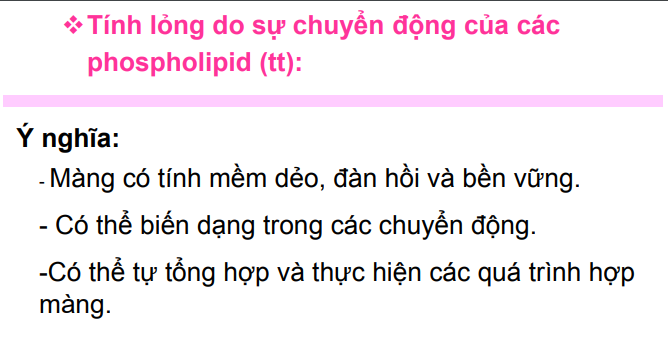 ❖Tính lỏng do sự chuyển động của các
phospholipid (tt):
Ý nghĩa:
- Màng có tính mềm dẻo, đàn hồi và bền vững.
- Có thể biến dạng trong các chuyển động.
-Có thể tự tổng hợp và thực hiện các quá trình hợp
màng.